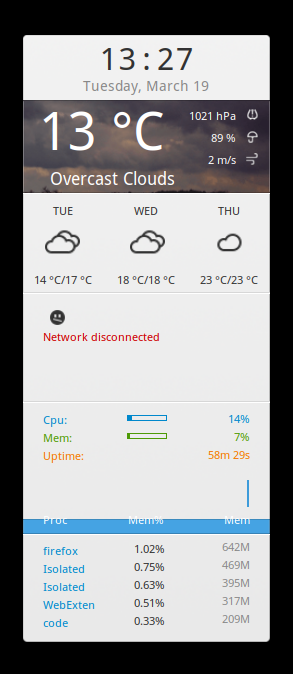 13:27
Tuesday, March 19
13 °C
1021 hPa
89 %
2 m/s
Overcast Clouds
TUE WED THU
14 °C/17 °C 18 °C/18 °C 23 °C/23 °C
Network disconnected
Cpu: 14%
Mem: 7%
Uptime: 58m 29s
Proc Mem% Mem
firefox 1.02% 642M
Isolated 0.75% 469M
Isolated 0.63% 395M
WebExten 0.51% 317M
code 0.33% 209M